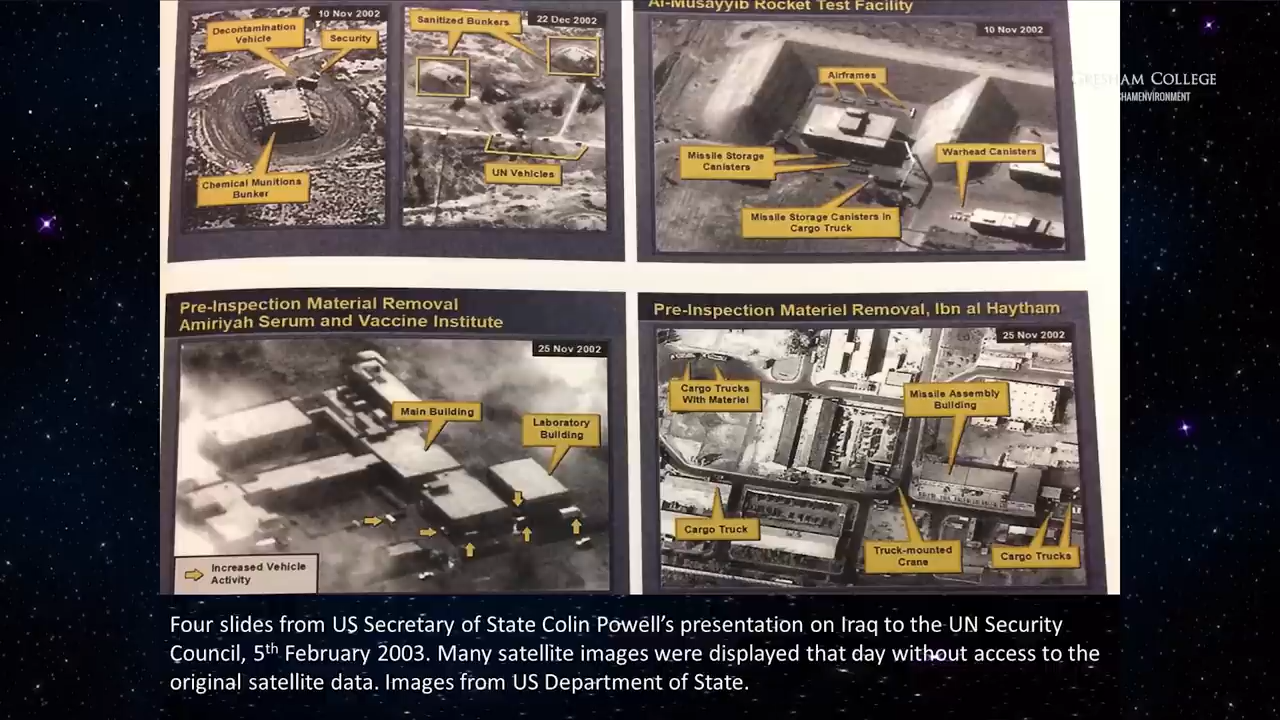 10 Nov 2002
Decontamination
Vehicle
Security
Chemical Munitions
Bunker
Sanitized Bunkers
22 Dec 2002
UN Vehicles
Al-Musayyib Rocket Test Facility
10 Nov 2002
Airframes
Missile Storage
Canisters
Warhead Canisters
Missile Storage Canisters in
Cargo Truck
GRESHAM COLLEGE
HAMENVIRONMENT
Pre-Inspection Material Removal
Amiriyah Serum and Vaccine Institute
25 Nov 2002
Main Building
Laboratory
Building
Increased Vehicle
Activity
Pre-Inspection Materiel Removal, Ibn al Haytham
25 Nov 2002
Cargo Trucks
With Materiel
Missile Assembly
Building
Cargo Truck
Truck-mounted
Crane
Cargo Trucks
Four slides from US Secretary of State Colin Powell's presentation on Iraq to the UN Security
Council, 5th February 2003. Many satellite images were displayed that day without access to the
original satellite data. Images from US Department of State.